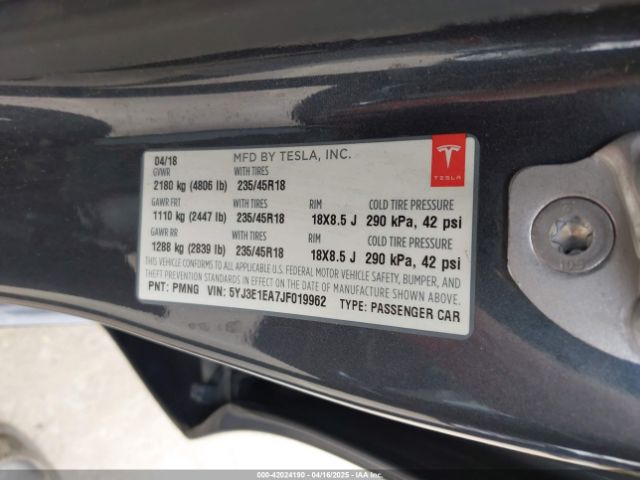 04/18 MFD BY TESLA, INC.
GVWR WITH TIRES
2180 kg (4806 lb) 235/45R18
GAWR FRT WITH TIRES RIM COLD TIRE PRESSURE
1110 kg (2447 lb) 235/45R18 18X8.5 J 290 kPa, 42 psi
GAWR RR WITH TIRES RIM COLD TIRE PRESSURE
1288 kg (2839 lb) 235/45R18 18X8.5 J 290 kPa, 42 psi
THIS VEHICLE CONFORMS TO ALL APPLICABLE U.S. FEDERAL MOTOR VEHICLE SAFETY, BUMPER, AND
THEFT PREVENTION STANDARDS IN EFFECT ON THE DATE OF MANUFACTURE SHOWN ABOVE.
PNT: PMNG VIN: 5YJ3E1EA7JF019962 TYPE: PASSENGER CAR
TESLA
000-42024190 - 04/16/2025 - IAA Inc.